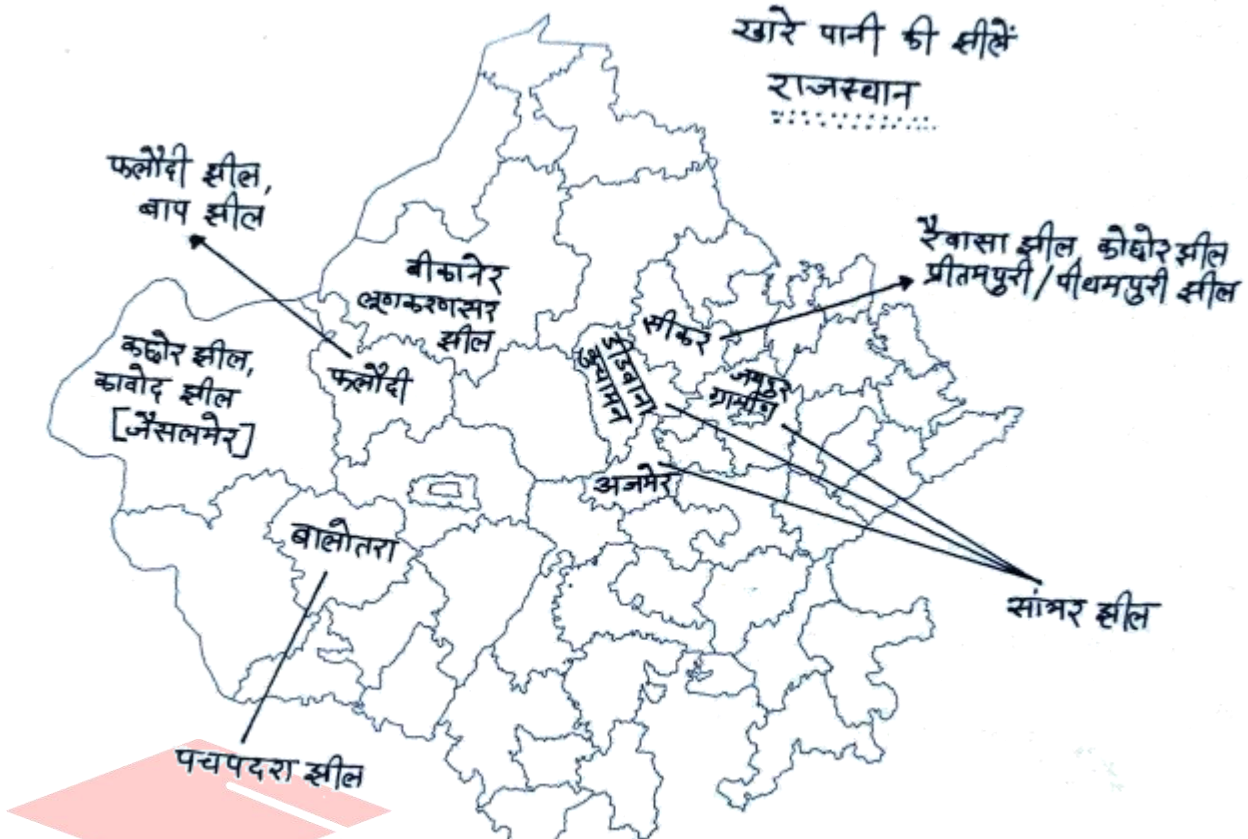 खारे पानी की झीलें
राजस्थान
फलौदी झील,
बाप झील
रैवासा झील, कोछोर झील
प्रीतमपुरी/पीथमपुरी झील
बीकानेर
लूणकरणसर
झील
सीकर
कछोर झील,
कावोद झील
[जैसलमेर]
फलौदी
डीडवाना
कुचामन
जयपुर
ग्रामीण
अजमेर
बालोतरा
सांभर झील
पचपदरा झील